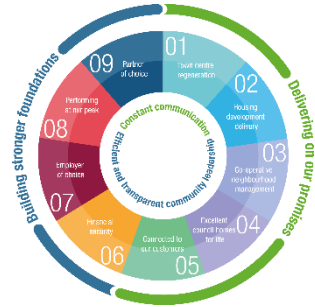 Building stronger foundations
Delivering on our promises
Constant communication
Efficient and transparent community leadership
01
Town centre
regeneration
02
Housing
development
delivery
03
Co-operative
neighbourhood
management
04
Excellent
council homes
for life
05
Connected to
our customers
06
Financial
security
07
Employer
of choice
08
Performing
at our peak
09
Partner
of choice